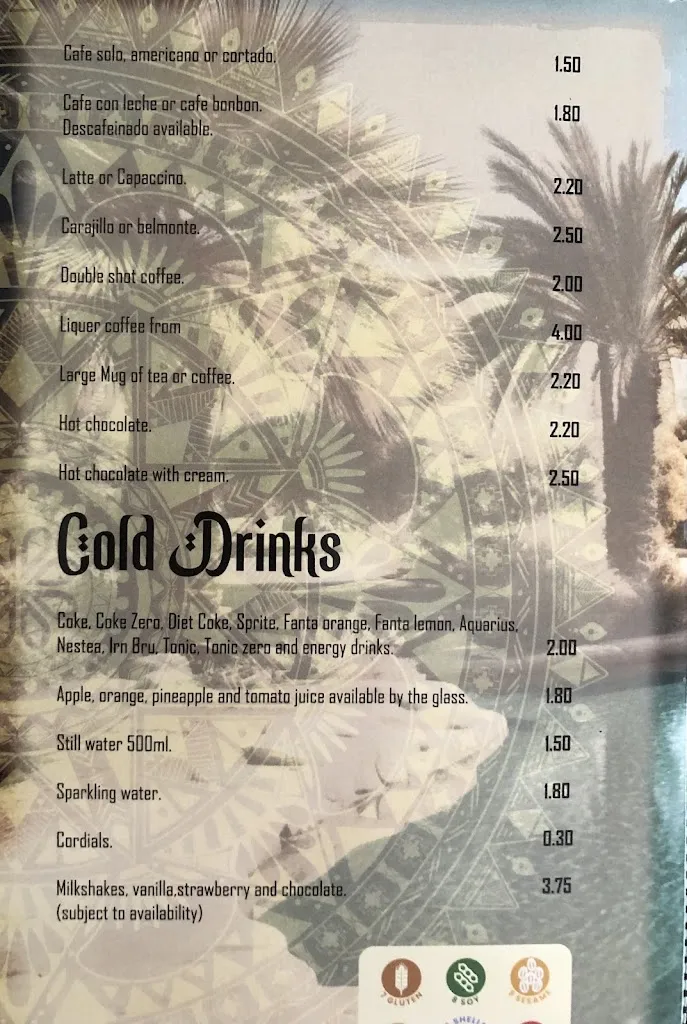 Cafe solo, americano or cortado. 1.50
Cafe con leche or cafe bonbon.
Descafeinado available. 1.80
Latte or Capaccino. 2.20
Carajillo or belmonte. 2.50
Double shot coffee. 2.00
Liquer coffee from 4.00
Large Mug of tea or coffee. 2.20
Hot chocolate. 2.20
Hot chocolate with cream. 2.50
Cold Drinks
Coke, Coke Zero, Diet Coke, Sprite, Fanta orange, Fanta lemon, Aquarius,
Nestea, Irn Bru, Tonic, Tonic zero and energy drinks. 2.00
Apple, orange, pineapple and tomato juice available by the glass. 1.80
Still water 500ml. 1.50
Sparkling water. 1.80
Cordials. 0.30
Milkshakes, vanilla,strawberry and chocolate. 3.75
(subject to availability)
7 GLUTEN 8 SOY 9 SESAME